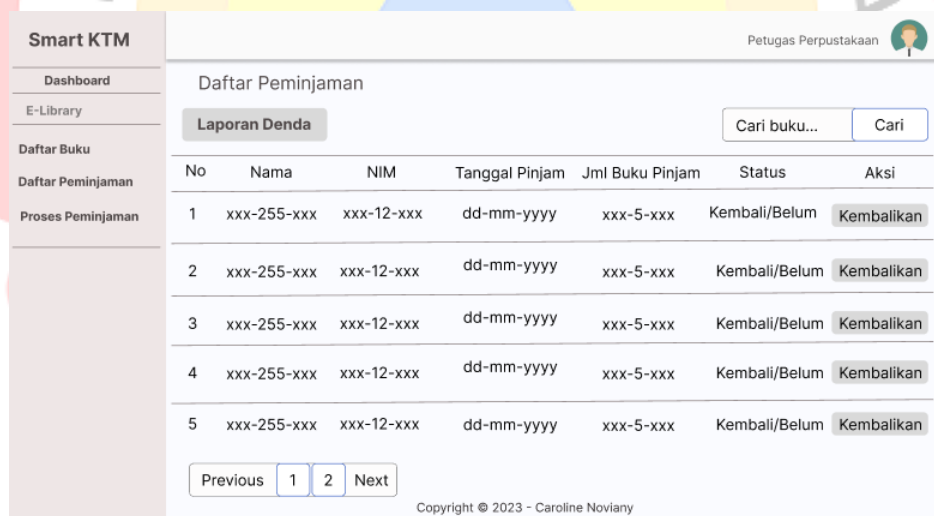 Smart KTM
Petugas Perpustakaan
Dashboard
E-Library
Daftar Buku
Daftar Peminjaman
Proses Peminjaman
Daftar Peminjaman
Laporan Denda
Cari buku... Cari
No Nama NIM Tanggal Pinjam Jml Buku Pinjam Status Aksi
1 xxx-255-xxx xxx-12-xxx dd-mm-yyyy xxx-5-xxx Kembali/Belum Kembalikan
2 xxx-255-xxx xxx-12-xxx dd-mm-yyyy xxx-5-xxx Kembali/Belum Kembalikan
3 xxx-255-xxx xxx-12-xxx dd-mm-yyyy xxx-5-xxx Kembali/Belum Kembalikan
4 xxx-255-xxx xxx-12-xxx dd-mm-yyyy xxx-5-xxx Kembali/Belum Kembalikan
5 xxx-255-xxx xxx-12-xxx dd-mm-yyyy xxx-5-xxx Kembali/Belum Kembalikan
Previous 1 2 Next
Copyright © 2023 - Caroline Noviany